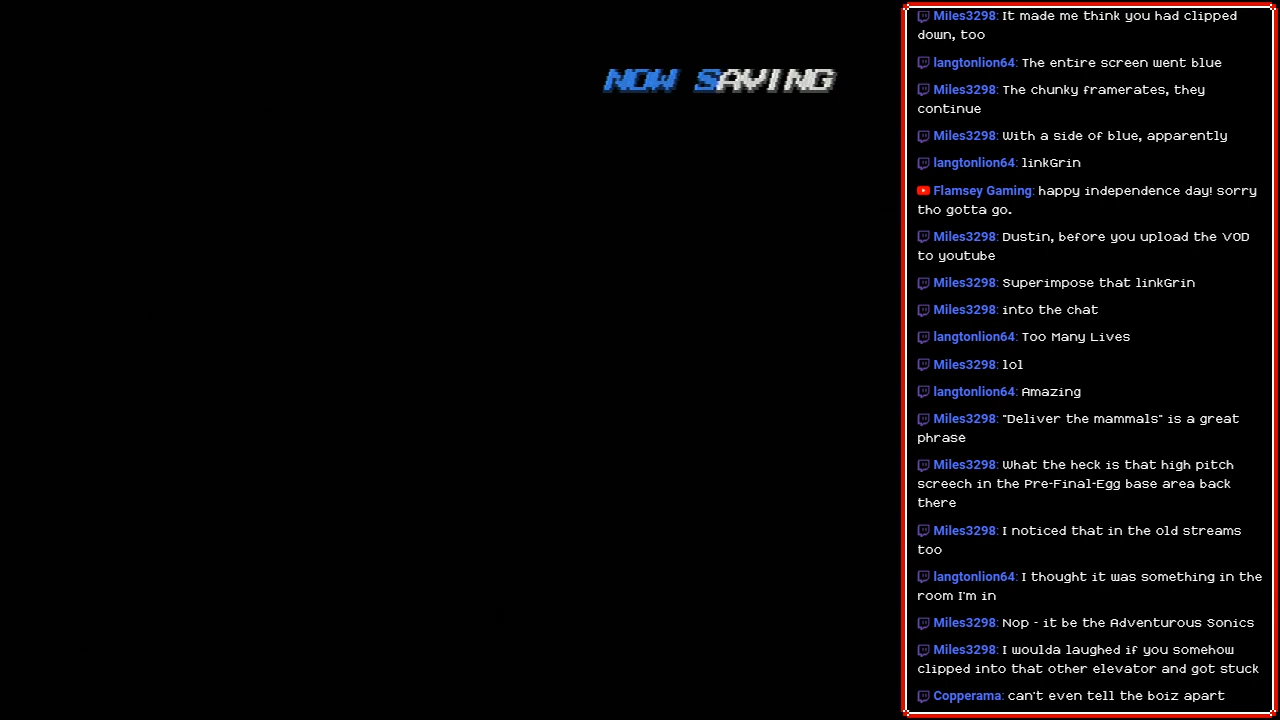 NOW SAVING
Miles3298: It made me think you had clipped
down, too
langtonlion64: The entire screen went blue
Miles3298: The chunky framerates, they
continue
Miles3298: With a side of blue, apparently
langtonlion64: linkGrin
Flamsey Gaming: happy independence day! sorry
tho gotta go.
Miles3298: Dustin, before you upload the VOD
to youtube
Miles3298: Superimpose that linkGrin
Miles3298: into the chat
langtonlion64: Too Many Lives
Miles3298: lol
langtonlion64: Amazing
Miles3298: "Deliver the mammals" is a great
phrase
Miles3298: What the heck is that high pitch
screech in the Pre-Final-Egg base area back
there
Miles3298: I noticed that in the old streams
too
langtonlion64: I thought it was something in the
room I'm in
Miles3298: Nop - it be the Adventurous Sonics
Miles3298: I woulda laughed if you somehow
clipped into that other elevator and got stuck
Copperama: can't even tell the boiz apart